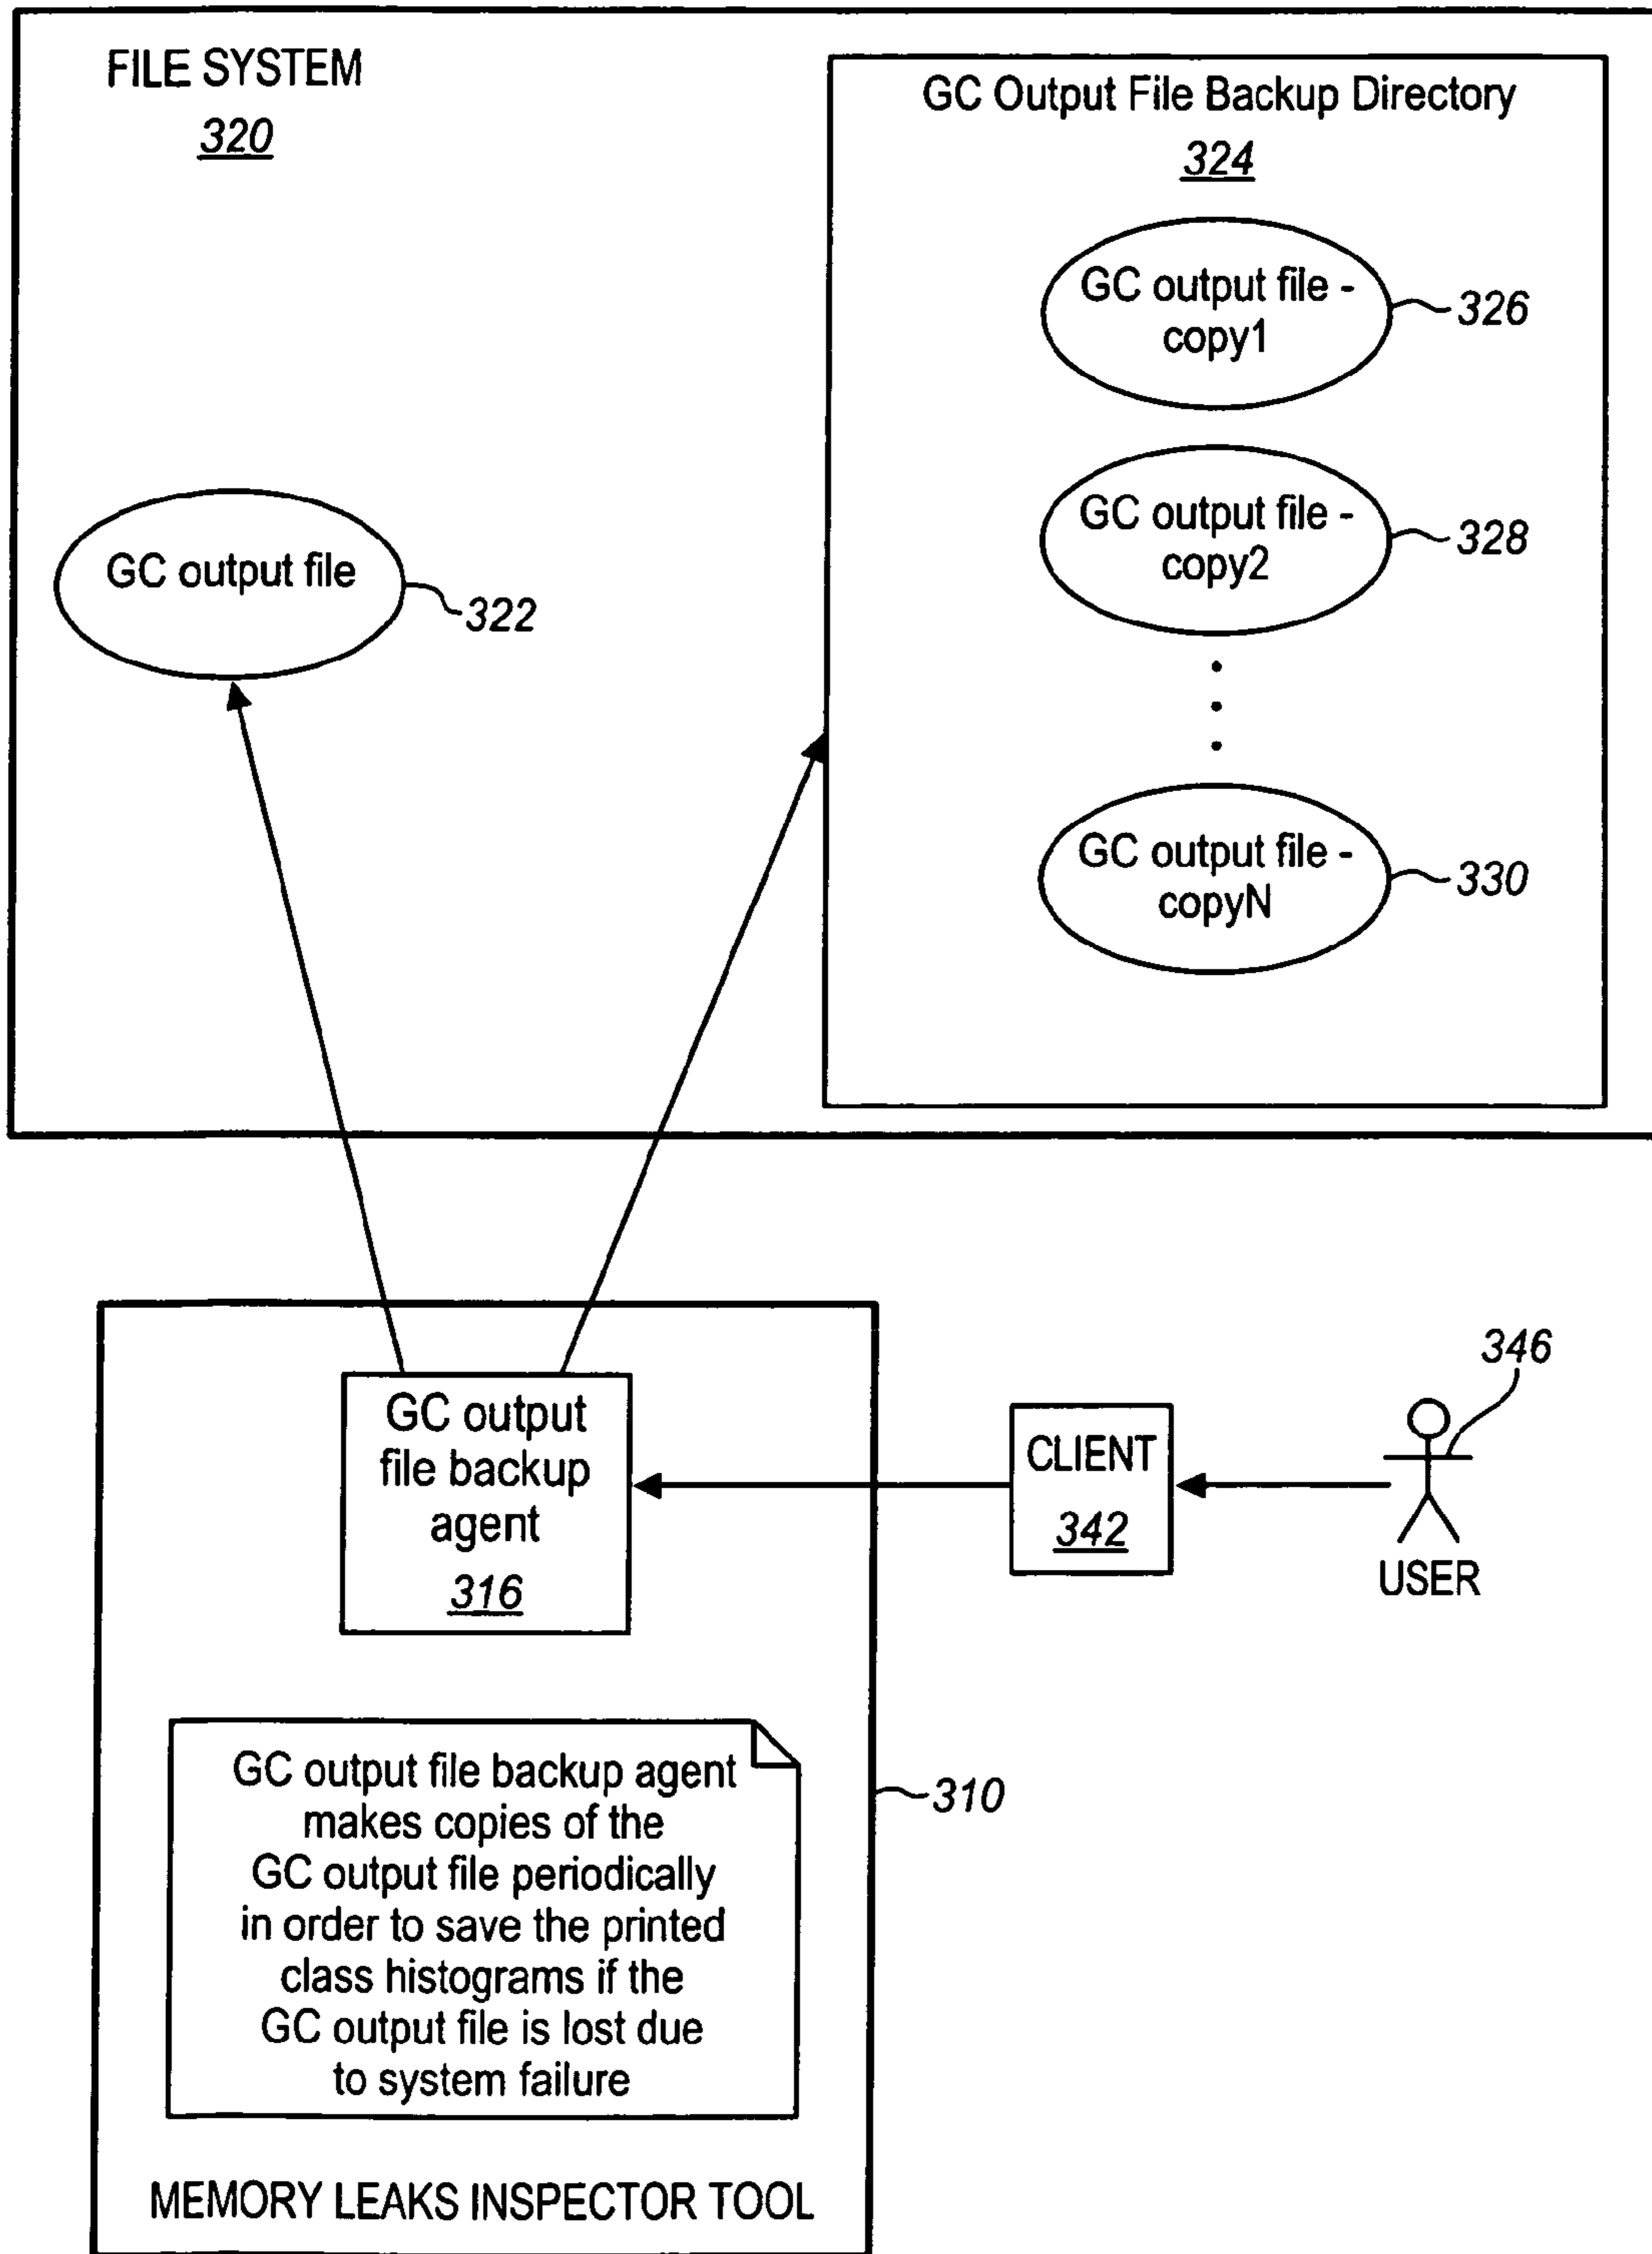 FILE SYSTEM
320
GC Output File Backup Directory
324
GC output file -
copy1
326
GC output file -
copy2
328
GC output file
322
GC output file -
copyN
330
GC output
file backup
agent
316
CLIENT
342
346
USER
GC output file backup agent
makes copies of the
GC output file periodically
in order to save the printed
class histograms if the
GC output file is lost due
to system failure
310
MEMORY LEAKS INSPECTOR TOOL